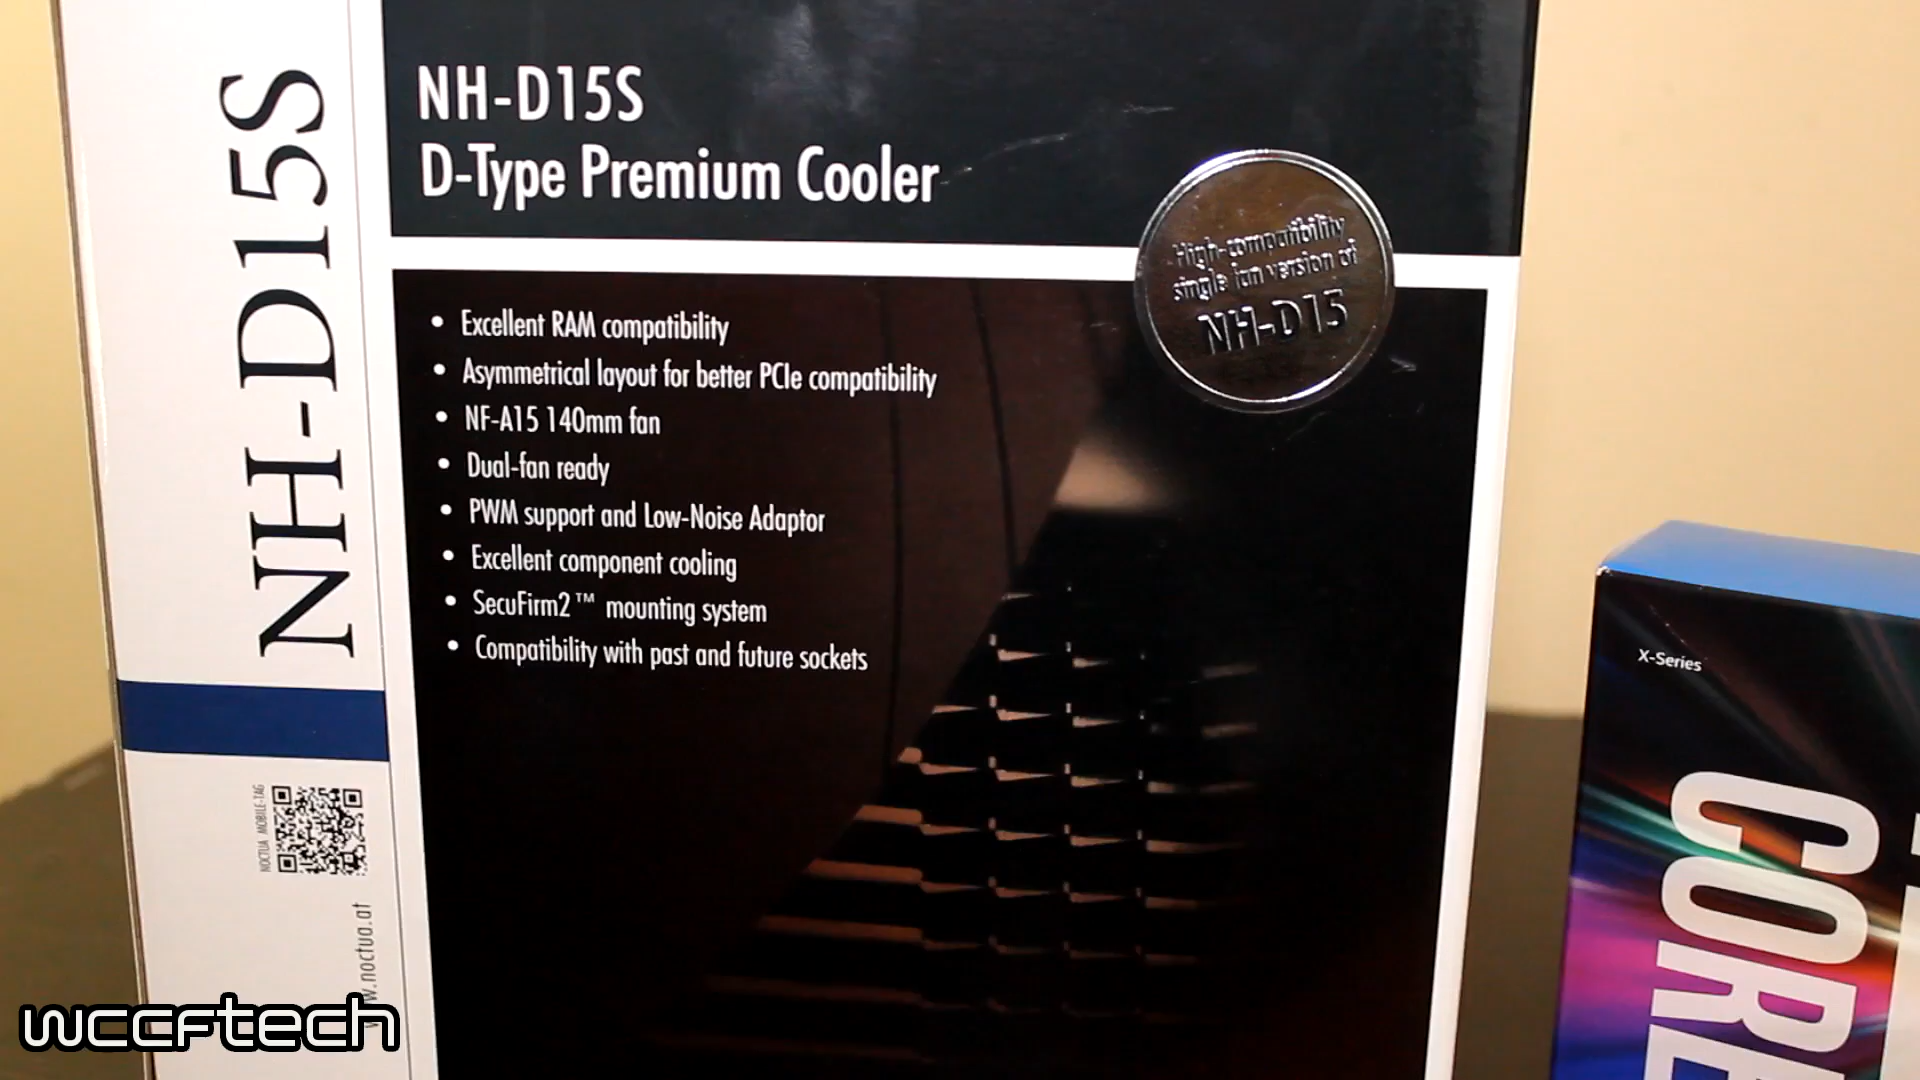 NH-D15S
NH-D15S
D-Type Premium Cooler
High-compatibility
single fan version of
NH-D15
• Excellent RAM compatibility
• Asymmetrical layout for better PCIe compatibility
• NF-A15 140mm fan
• Dual-fan ready
• PWM support and Low-Noise Adaptor
• Excellent component cooling
• SecuFirm2™ mounting system
• Compatibility with past and future sockets
NOCTUA MOBILE-TAG
www.noctua.at
X-Series
CORE
wccftech